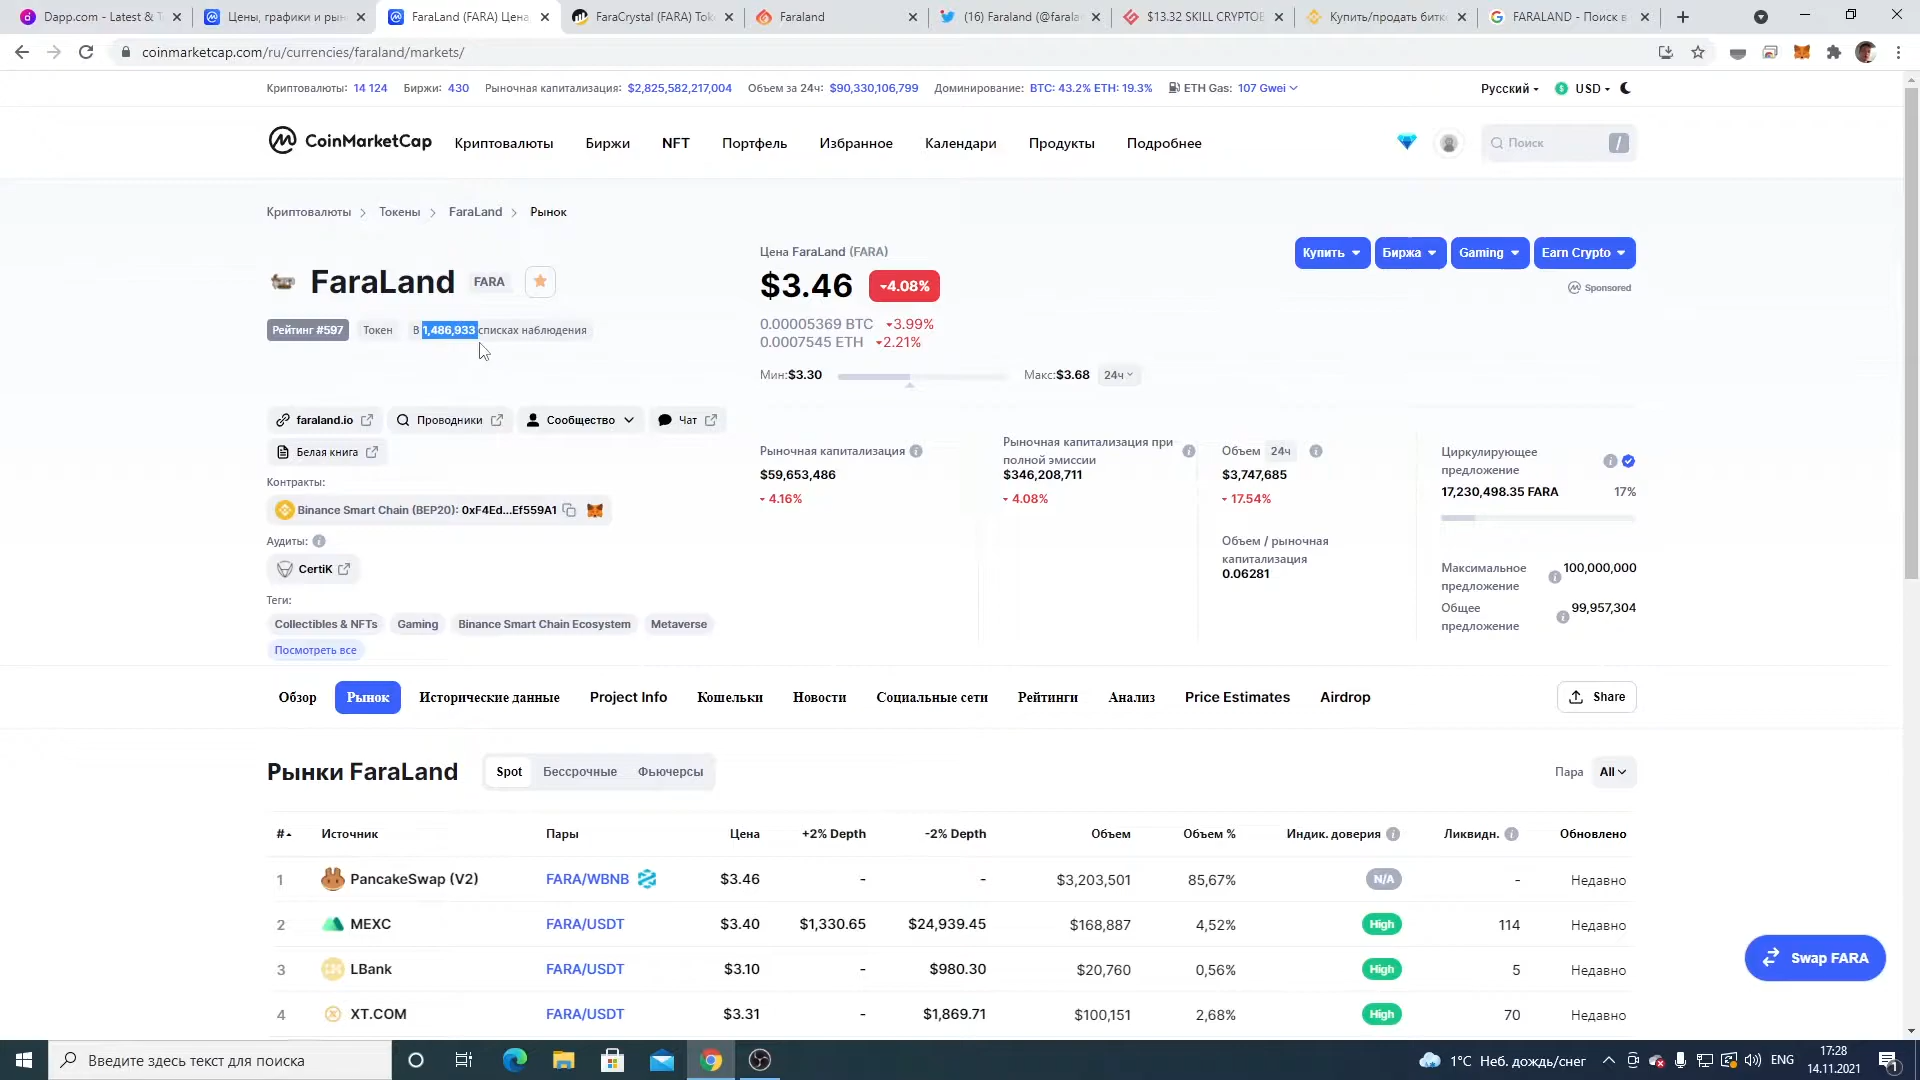 Dapp.com - Latest & T
Цены, графики и рын
FaraLand (FARA) Цена
FaraCrystal (FARA) Tok
Faraland
(16) Faraland (@farala
$13.32 SKILL CRYPTOB
Купить/продать битк
FARALAND - Поиск в
coinmarketcap.com/ru/currencies/faraland/markets/
Криптовалюты: 14 124 Биржи: 430 Рыночная капитализация: $2,825,582,217,004 Объем за 24ч: $90,330,106,799 Доминирование: BTC: 43.2% ETH: 19.3% ETH Gas: 107 Gwei
Русский USD
CoinMarketCap Криптовалюты Биржи NFT Портфель Избранное Календари Продукты Подробнее
Поиск /
Криптовалюты > Токены > FaraLand > Рынок
FaraLand FARA
Рейтинг #597 Токен В 1,486,933 списках наблюдения
Цена FaraLand (FARA)
$3.46 4.08%
0.00005369 BTC 3.99%
0.0007545 ETH 2.21%
Мин:$3.30 Макс:$3.68 24ч
Купить Биржа Gaming Earn Crypto
Sponsored
faraland.io Проводники Сообщество Чат
Белая книга
Контракты:
Binance Smart Chain (BEP20): 0xF4Ed...Ef559A1
Аудиты:
CertiK
Теги:
Collectibles & NFTs Gaming Binance Smart Chain Ecosystem Metaverse
Посмотреть все
Рыночная капитализация
$59,653,486
4.16%
Рыночная капитализация при
полной эмиссии
$346,208,711
4.08%
Объем 24ч
$3,747,685
17.54%
Объем / рыночная
капитализация
0.06281
Циркулирующее
предложение
17,230,498.35 FARA 17%
Максимальное
предложение
100,000,000
Общее
предложение
99,957,304
Обзор Рынок Исторические данные Project Info Кошельки Новости Социальные сети Рейтинги Анализ Price Estimates Airdrop
Share
Рынки FaraLand Spot Бессрочные Фьючерсы
Пара All
# Источник Пары Цена +2% Depth -2% Depth Объем Объем % Индик. доверия Ликвидн. Обновлено
1 PancakeSwap (V2) FARA/WBNB $3.46 - - $3,203,501 85,67% N/A - Недавно
2 MEXC FARA/USDT $3.40 $1,330.65 $24,939.45 $168,887 4,52% High 114 Недавно
3 LBank FARA/USDT $3.10 - $980.30 $20,760 0,56% High 5 Недавно
4 XT.COM FARA/USDT $3.31 - $1,869.71 $100,151 2,68% High 70 Недавно
Swap FARA
Введите здесь текст для поиска
1°C Неб. дождь/снег
ENG
17:28
14.11.2021
1